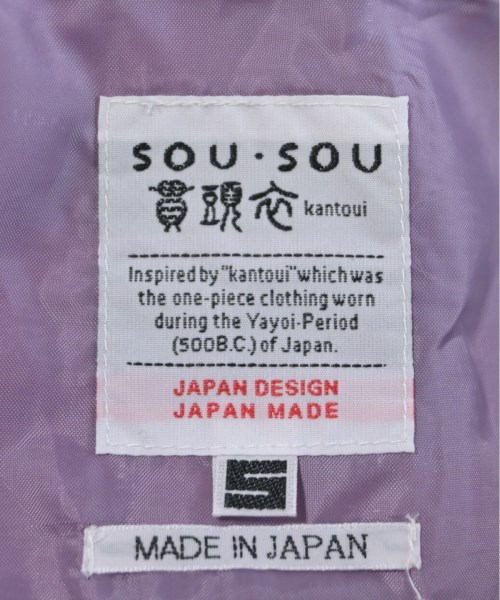 SOU・SOU
貫頭衣 kantoui
Inspired by "kantoui" which was
the one-piece clothing worn
during the Yayoi-Period
(500B.C.) of Japan.
JAPAN DESIGN
JAPAN MADE
S
MADE IN JAPAN